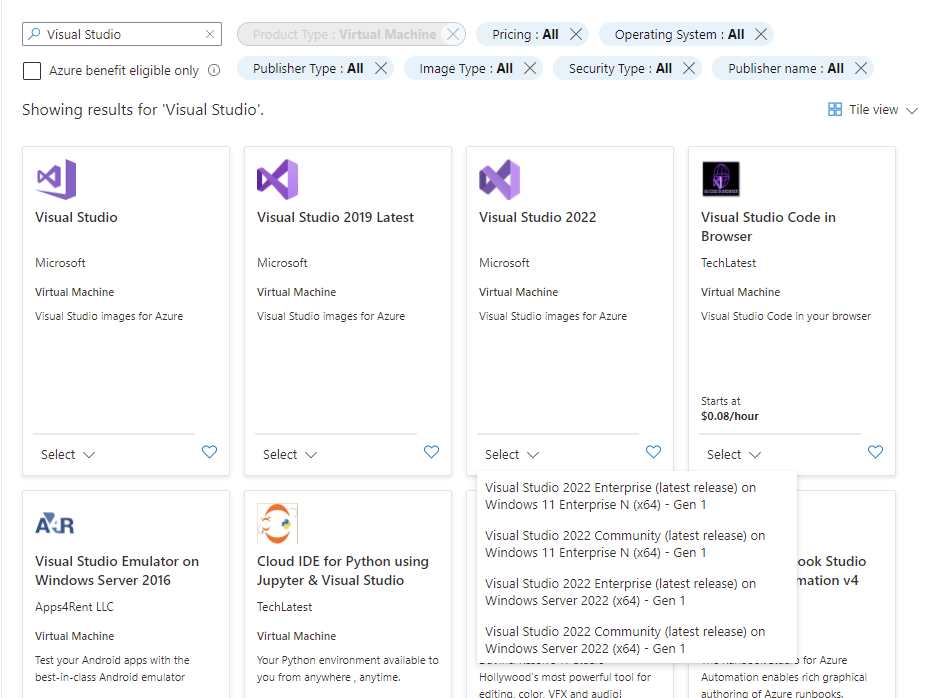 Visual Studio
Product Type : Virtual Machine
Pricing : All
Operating System : All
Azure benefit eligible only
Publisher Type : All
Image Type : All
Security Type : All
Publisher name : All
Showing results for 'Visual Studio'.
Tile view
Visual Studio
Microsoft
Virtual Machine
Visual Studio images for Azure
Select
Visual Studio 2019 Latest
Microsoft
Virtual Machine
Visual Studio images for Azure
Select
Visual Studio 2022
Microsoft
Virtual Machine
Visual Studio images for Azure
Select
Visual Studio Code in
Browser
TechLatest
Virtual Machine
Visual Studio Code in your browser
Starts at
$0.08/hour
Select
Visual Studio 2022 Enterprise (latest release) on
Windows 11 Enterprise N (x64) - Gen 1
Visual Studio 2022 Community (latest release) on
Windows 11 Enterprise N (x64) - Gen 1
Visual Studio 2022 Enterprise (latest release) on
Windows Server 2022 (x64) - Gen 1
Visual Studio 2022 Community (latest release) on
Windows Server 2022 (x64) - Gen 1
Visual Studio Emulator on
Windows Server 2016
Apps4Rent LLC
Virtual Machine
Test your Android apps with the
best-in-class Android emulator
Cloud IDE for Python using
Jupyter & Visual Studio
TechLatest
Virtual Machine
Your Python environment available to
you from anywhere , anytime.
Hollywood's most powerful tool for
editing, color, VFX and audio!
ook Studio
mation v4
for Azure
Automation enables rich graphical
authoring of Azure runbooks.